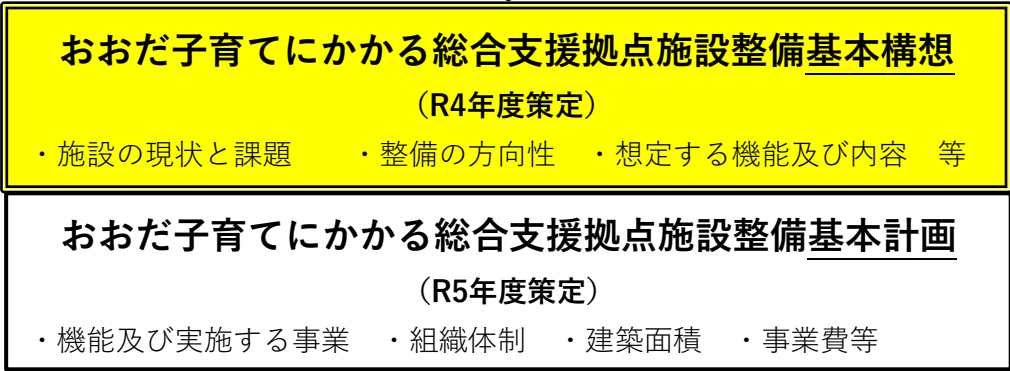 おおだ子育てにかかる総合支援拠点施設整備基本構想
（R4年度策定）
・施設の現状と課題　　・整備の方向性　・想定する機能及び内容　等
おおだ子育てにかかる総合支援拠点施設整備基本計画
（R5年度策定）
・機能及び実施する事業　・組織体制　・建築面積　・事業費等